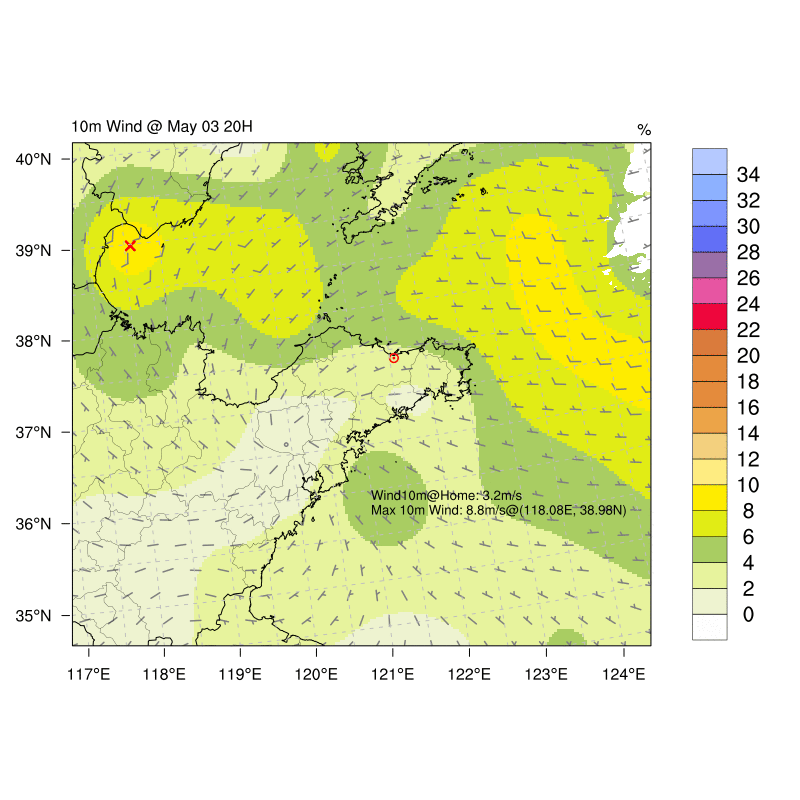 10m Wind @ May 03 20H
%
40°N
39°N
38°N
37°N
36°N
35°N
117°E
118°E
119°E
120°E
121°E
122°E
123°E
124°E
Wind10m@Home: 3.2m/s
Max 10m Wind: 8.8m/s@(118.08E, 38.98N)
34
32
30
28
26
24
22
20
18
16
14
12
10
8
6
4
2
0